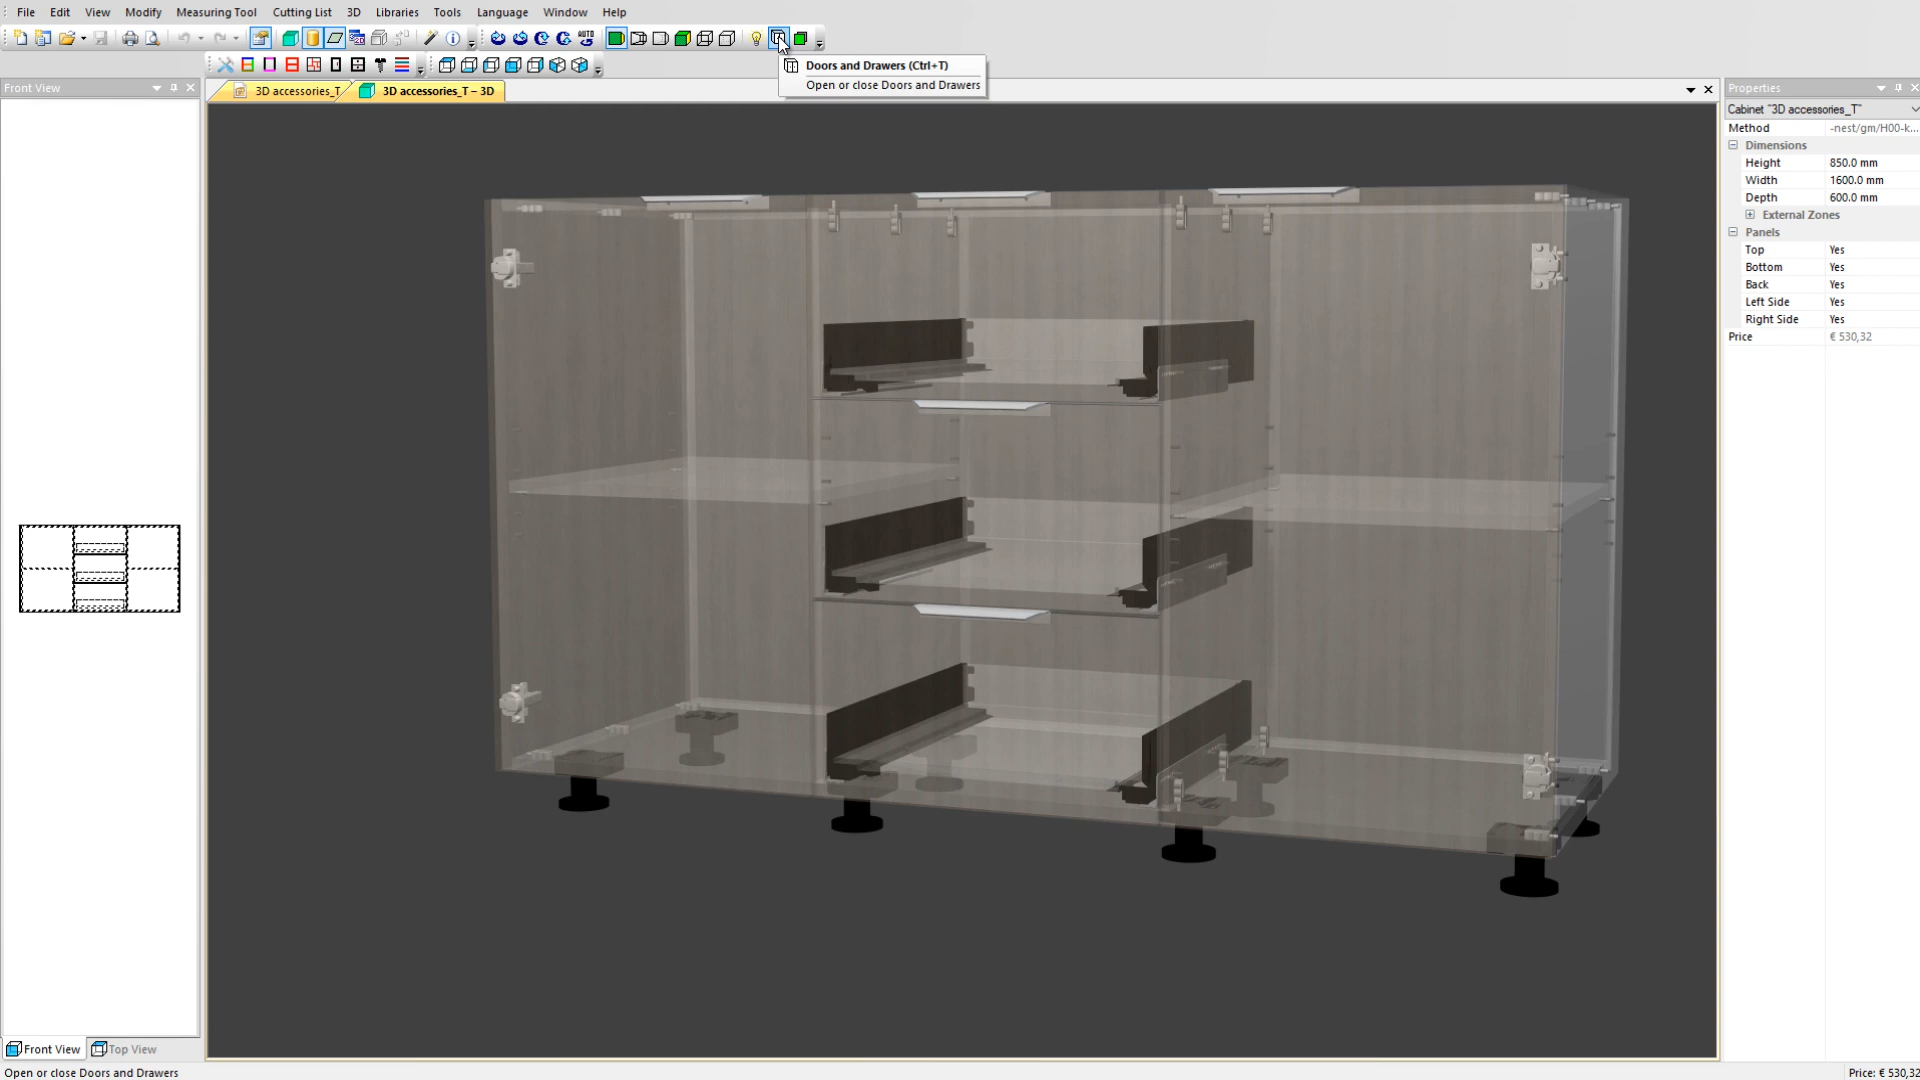 File Edit View Modify Measuring Tool Cutting List 3D Libraries Tools Language Window Help
AUTO
Doors and Drawers (Ctrl+T)
Open or close Doors and Drawers
Front View
3D accessories_T
3D accessories_T – 3D
Properties
Cabinet "3D accessories_T"
Method -nest/gm/H00-k...
Dimensions
Height 850.0 mm
Width 1600.0 mm
Depth 600.0 mm
External Zones
Panels
Top Yes
Bottom Yes
Back Yes
Left Side Yes
Right Side Yes
Price € 530,32
Front View Top View
Open or close Doors and Drawers
Price: € 530,32